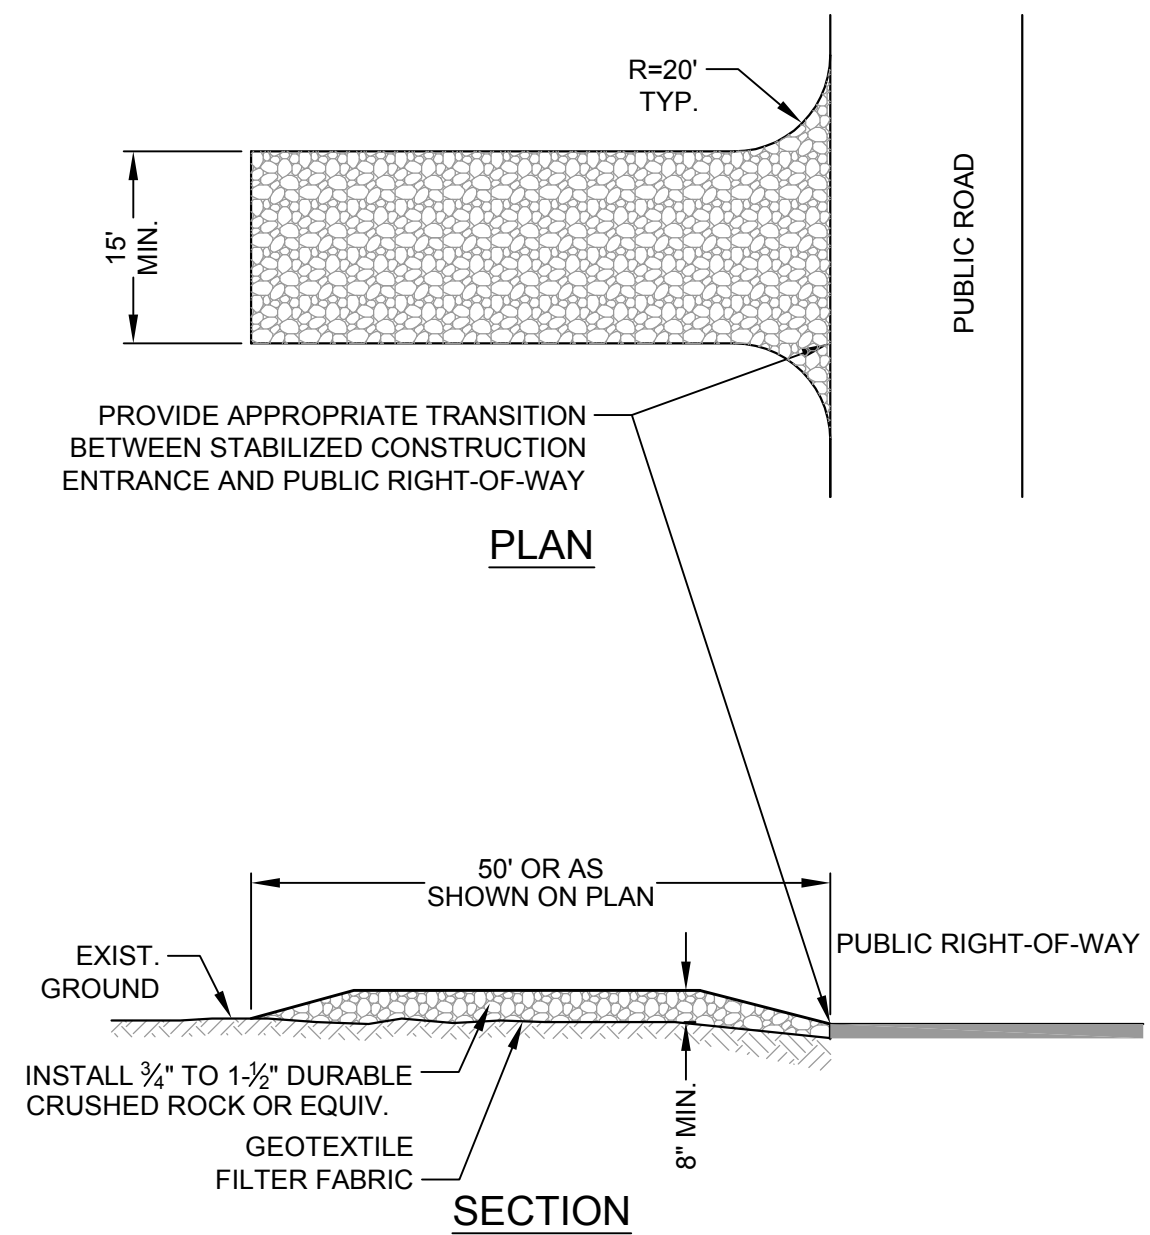 R=20'
TYP.
15'
MIN.
PUBLIC ROAD
PROVIDE APPROPRIATE TRANSITION
BETWEEN STABILIZED CONSTRUCTION
ENTRANCE AND PUBLIC RIGHT-OF-WAY
PLAN
50' OR AS
SHOWN ON PLAN
PUBLIC RIGHT-OF-WAY
EXIST.
GROUND
INSTALL ¾" TO 1-½" DURABLE
CRUSHED ROCK OR EQUIV.
8" MIN.
GEOTEXTILE
FILTER FABRIC
SECTION